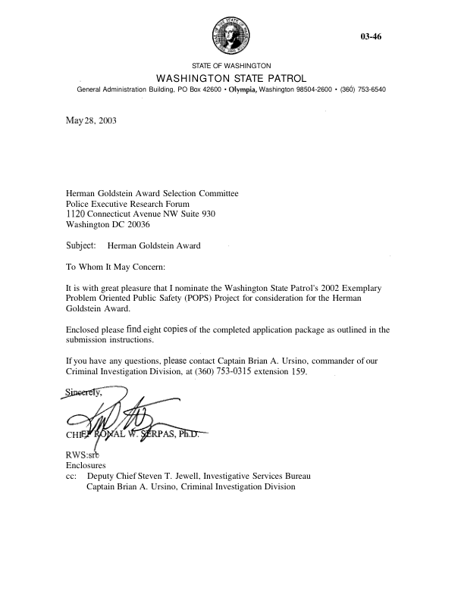 03-46
STATE OF WASHINGTON
WASHINGTON STATE PATROL
General Administration Building, PO Box 42600 • Olympia, Washington 98504-2600 • (360) 753-6540
May 28, 2003
Herman Goldstein Award Selection Committee
Police Executive Research Forum
1120 Connecticut Avenue NW Suite 930
Washington DC 20036
Subject: Herman Goldstein Award
To Whom It May Concern:
It is with great pleasure that I nominate the Washington State Patrol's 2002 Exemplary
Problem Oriented Public Safety (POPS) Project for consideration for the Herman
Goldstein Award.
Enclosed please find eight copies of the completed application package as outlined in the
submission instructions.
If you have any questions, please contact Captain Brian A. Ursino, commander of our
Criminal Investigation Division, at (360) 753-0315 extension 159.
Sincerely,
CHIEF RONAL W. SERPAS, Ph.D.
RWS:srb
Enclosures
cc: Deputy Chief Steven T. Jewell, Investigative Services Bureau
Captain Brian A. Ursino, Criminal Investigation Division